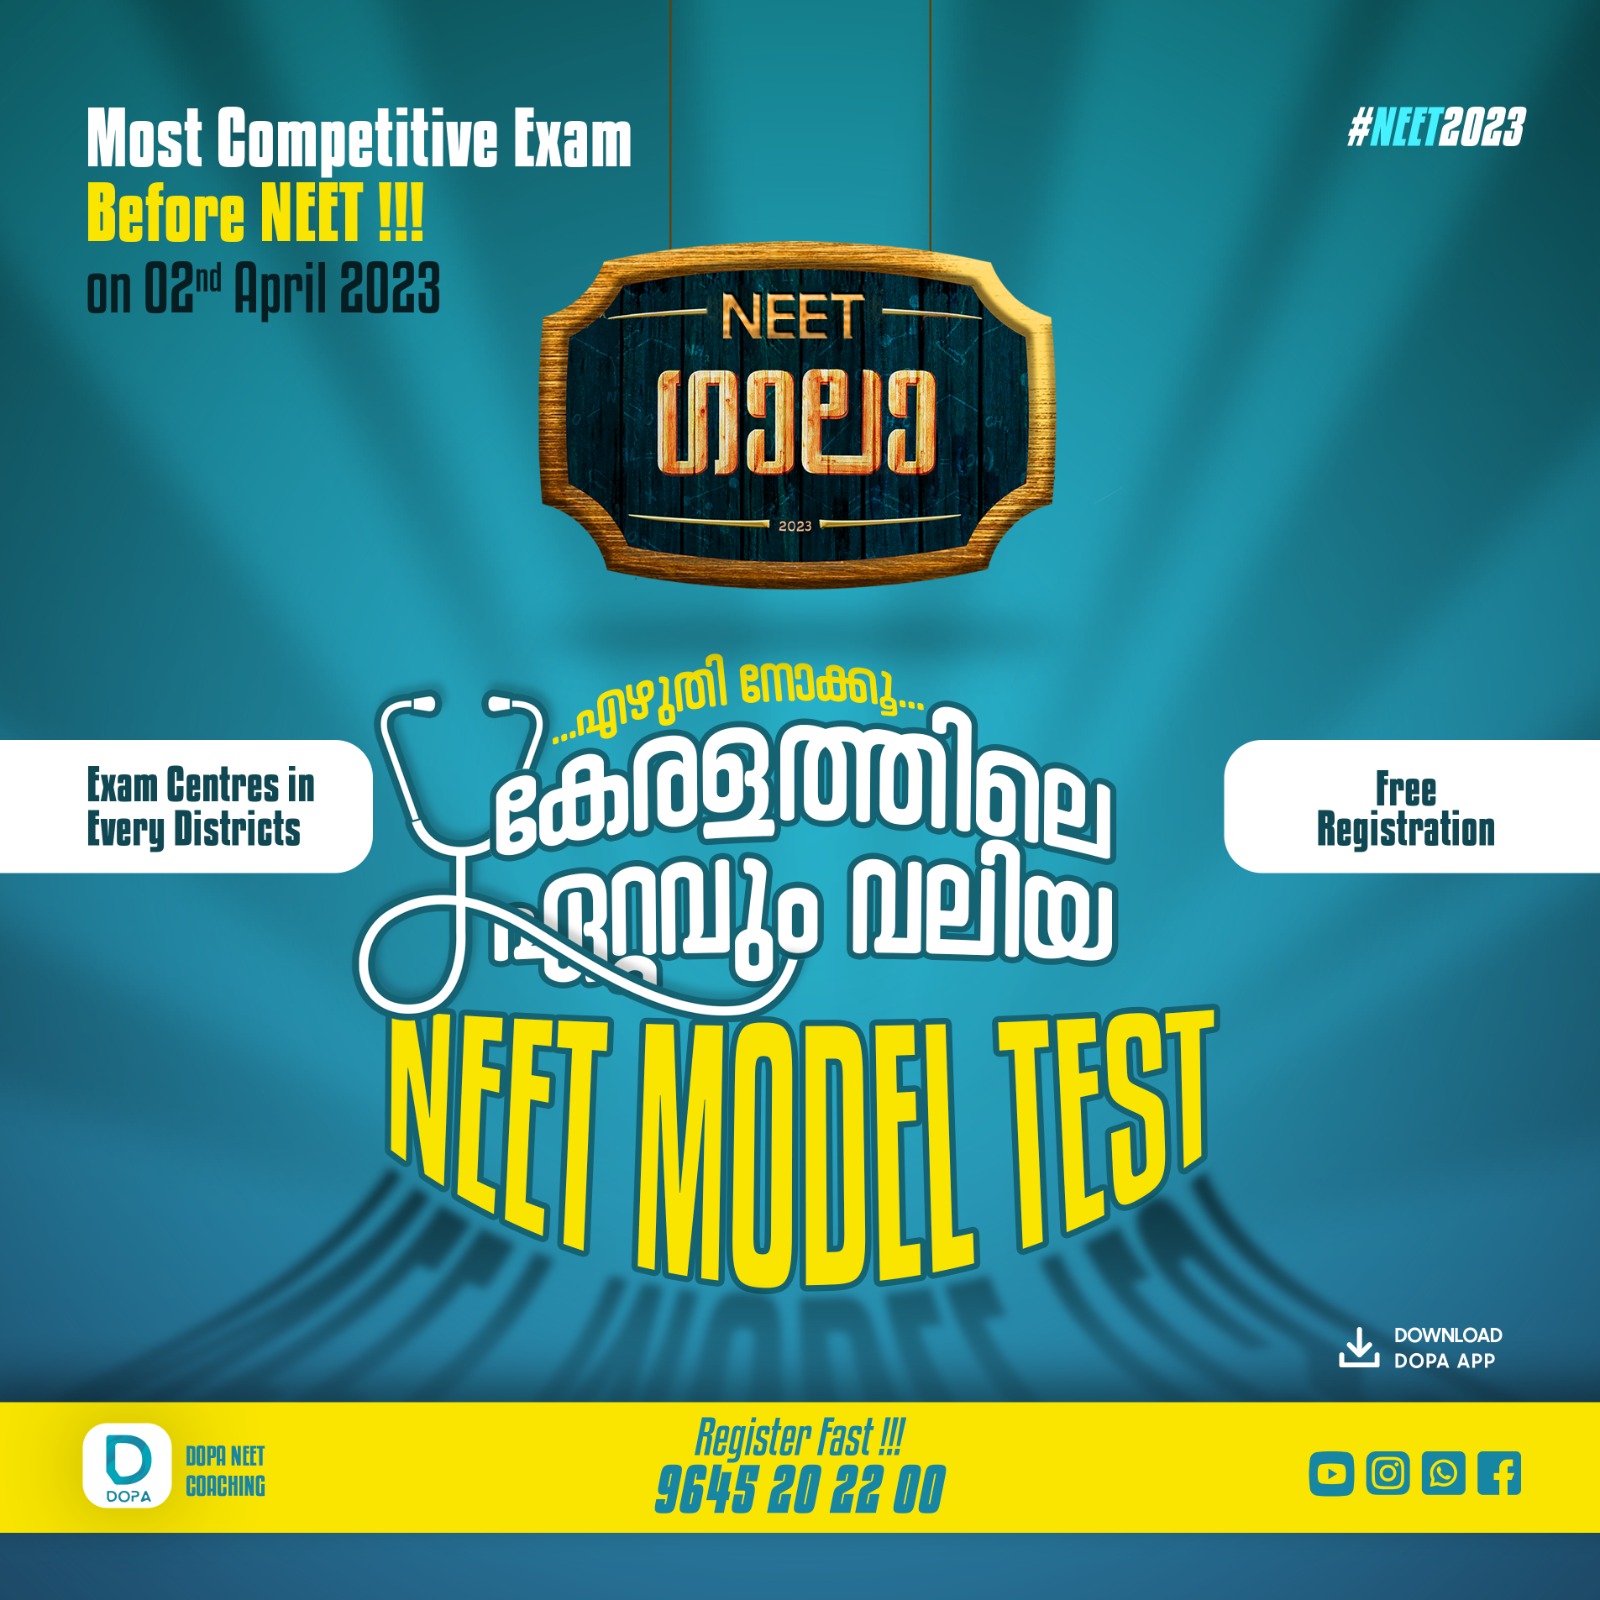 Most Competitive Exam
Before NEET !!!
on 02nd April 2023
#NEET2023
NEET
ശാലാ
2023
...എഴുതി നോക്കൂ...
കേരളത്തിലെ
ഏറ്റവും വലിയ
NEET MODEL TEST
Exam Centres in
Every Districts
Free
Registration
DOWNLOAD
DOPA APP
DOPA
DOPA NEET
COACHING
Register Fast !!!
9645 20 22 00